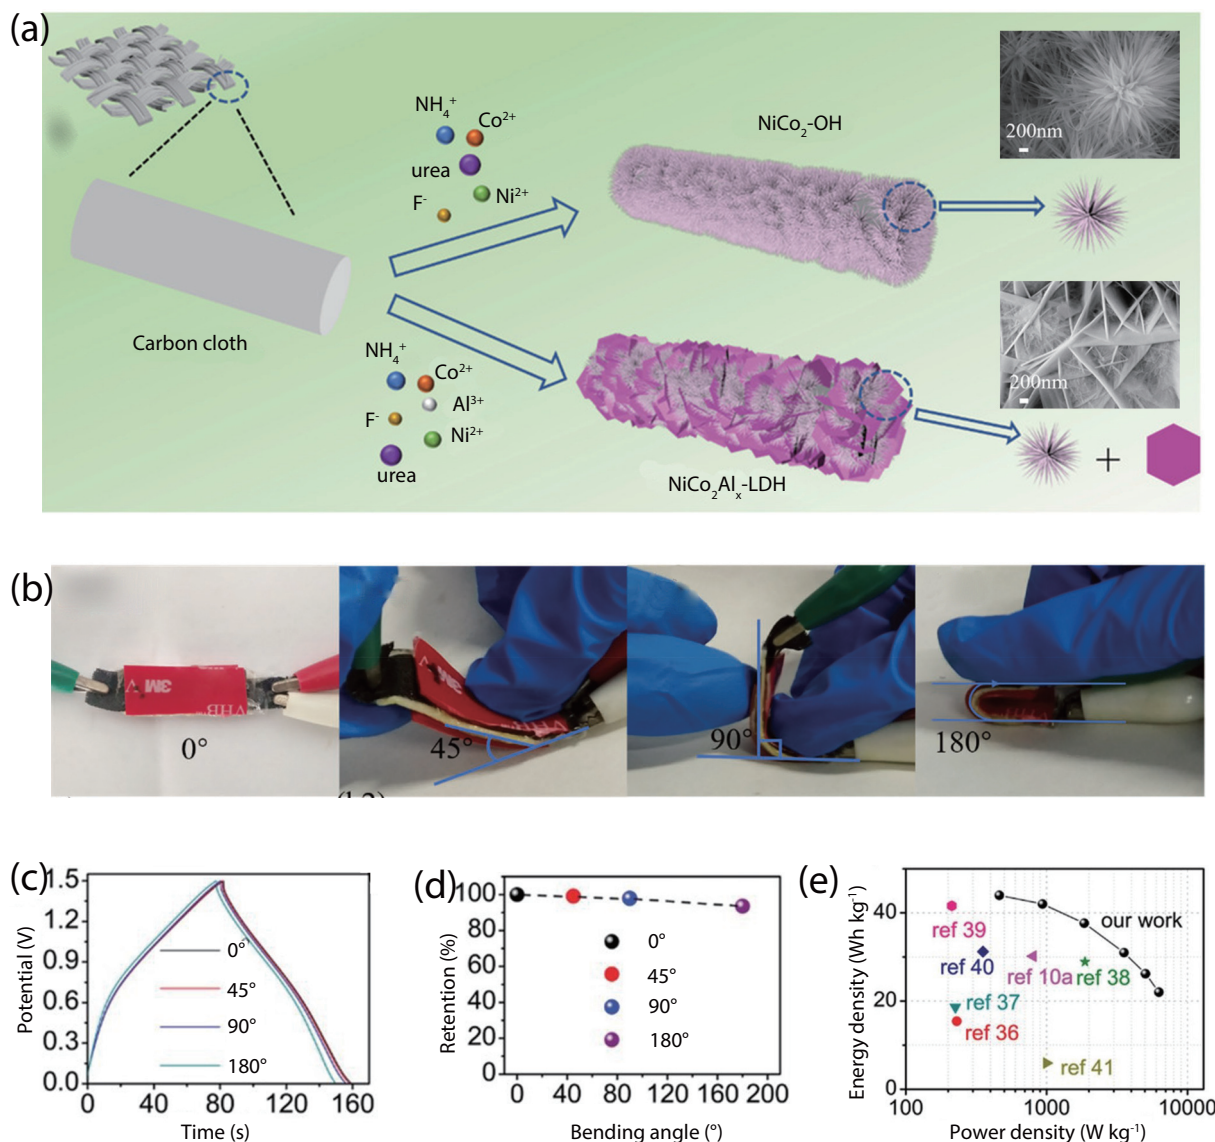 (a)
NH₄⁺
Co²⁺
urea
F⁻
Ni²⁺
NiCo₂-OH
200nm
Carbon cloth
NH₄⁺
Co²⁺
Al³⁺
F⁻
Ni²⁺
urea
NiCo₂Alₓ-LDH
200nm
+
(b)
3M
VHB
0°
3M
45°
90°
180°
(c)
Potential (V)
1.5
1.2
0.9
0.6
0.3
0.0
0°
45°
90°
180°
0 40 80 120 160
Time (s)
(d)
Retention (%)
100
80
60
40
20
0
0°
45°
90°
180°
0 40 80 120 160 200
Bending angle (°)
(e)
Energy density (Wh kg⁻¹)
40
20
0
our work
ref 39
ref 40
ref 10a
ref 38
ref 37
ref 36
ref 41
100 1000 10000
Power density (W kg⁻¹)